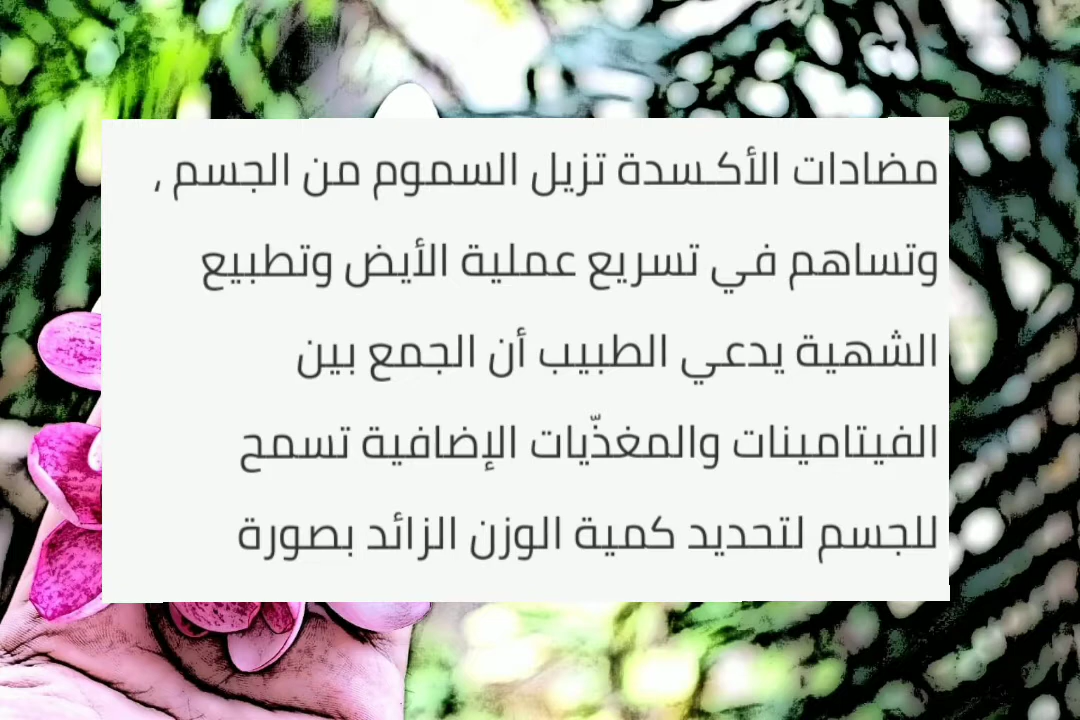 مضادات الأكسدة تزيل السموم من الجسم ,
وتساهم في تسريع عملية الأيض وتطبيع
الشهية يدعي الطبيب أن الجمع بين
الفيتامينات والمغذّيات الإضافية تسمح
للجسم لتحديد كمية الوزن الزائد بصورة